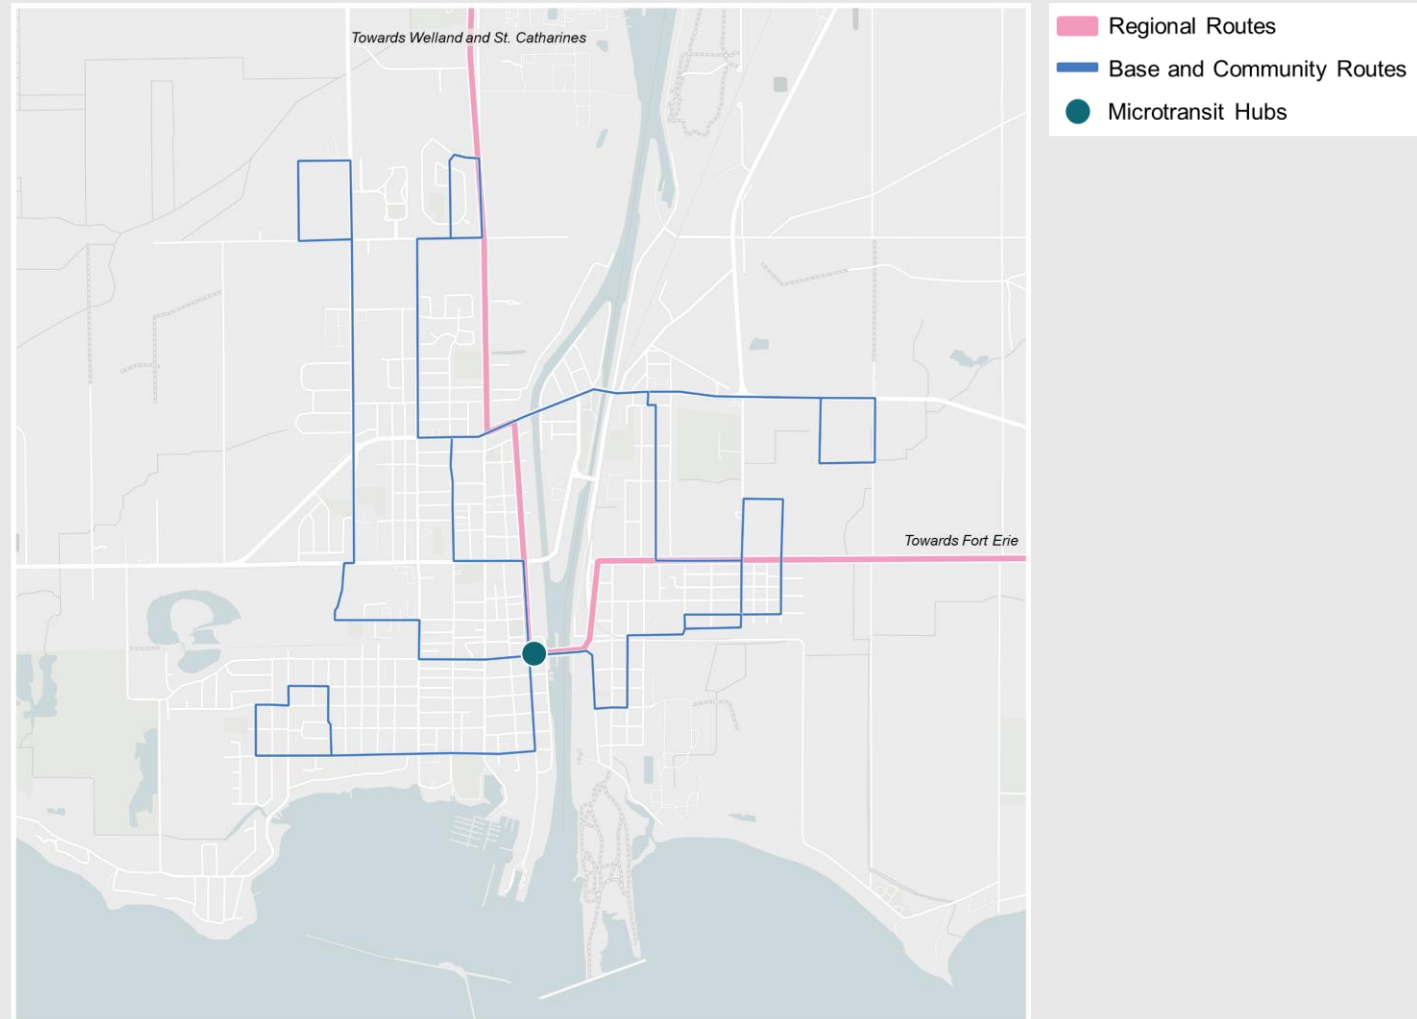 Towards Welland and St. Catharines
Regional Routes
Base and Community Routes
Microtransit Hubs
Towards Fort Erie